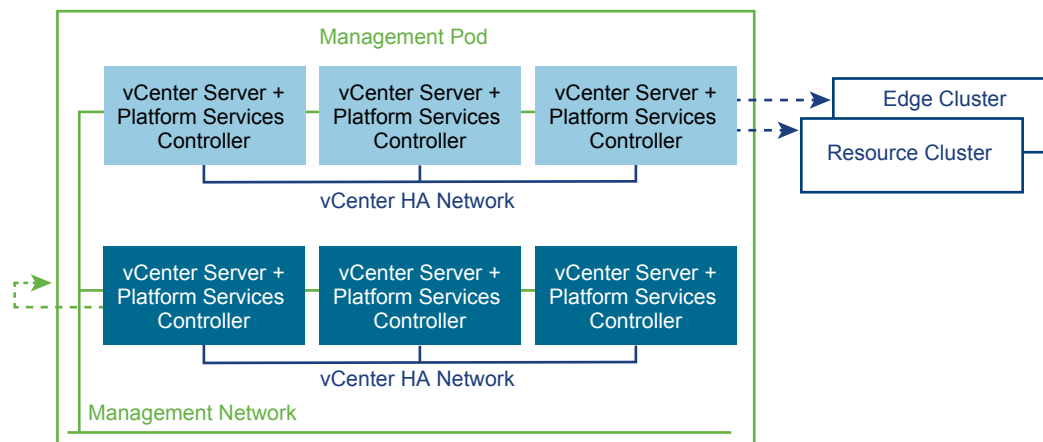 Management Pod
vCenter Server +
Platform Services
Controller
vCenter Server +
Platform Services
Controller
vCenter Server +
Platform Services
Controller
Edge Cluster
Resource Cluster
vCenter HA Network
vCenter Server +
Platform Services
Controller
vCenter Server +
Platform Services
Controller
vCenter Server +
Platform Services
Controller
vCenter HA Network
Management Network